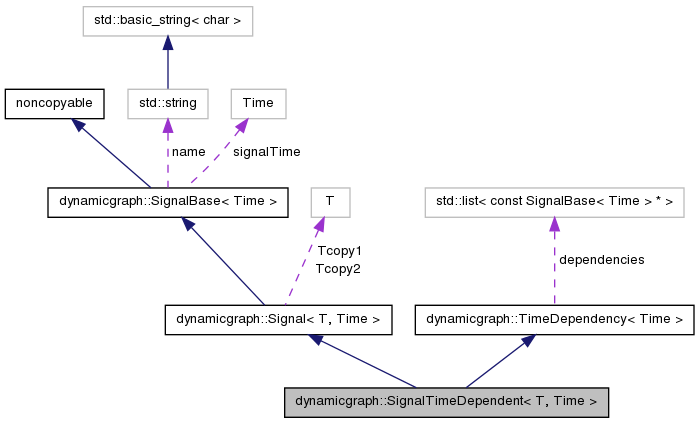 std::basic_string< char >
noncopyable
std::string
Time
name
signalTime
dynamicgraph::SignalBase< Time >
T
std::list< const SignalBase< Time > * >
Tcopy1
Tcopy2
dependencies
dynamicgraph::Signal< T, Time >
dynamicgraph::TimeDependency< Time >
dynamicgraph::SignalTimeDependent< T, Time >